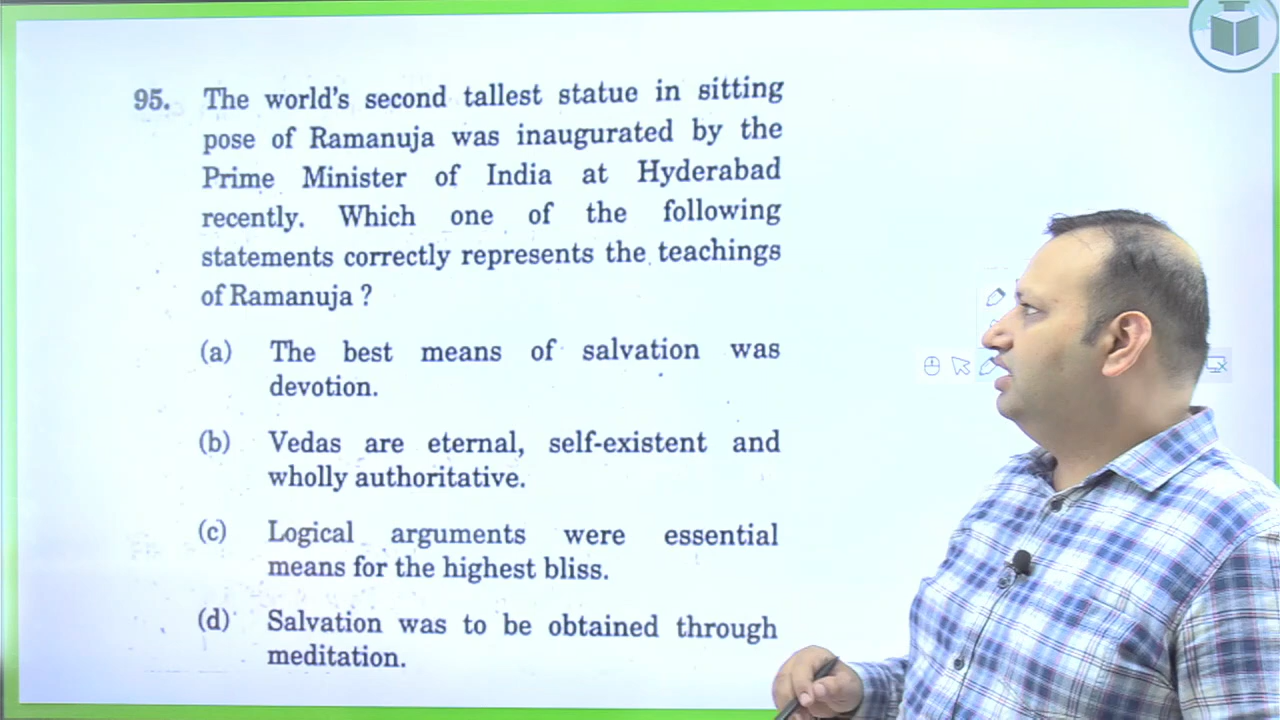 95. The world's second tallest statue in sitting
pose of Ramanuja was inaugurated by the
Prime Minister of India at Hyderabad
recently. Which one of the following
statements correctly represents the teachings
of Ramanuja ?
(a) The best means of salvation was
devotion.
(b) Vedas are eternal, self-existent and
wholly authoritative.
(c) Logical arguments were essential
means for the highest bliss.
(d) Salvation was to be obtained through
meditation.